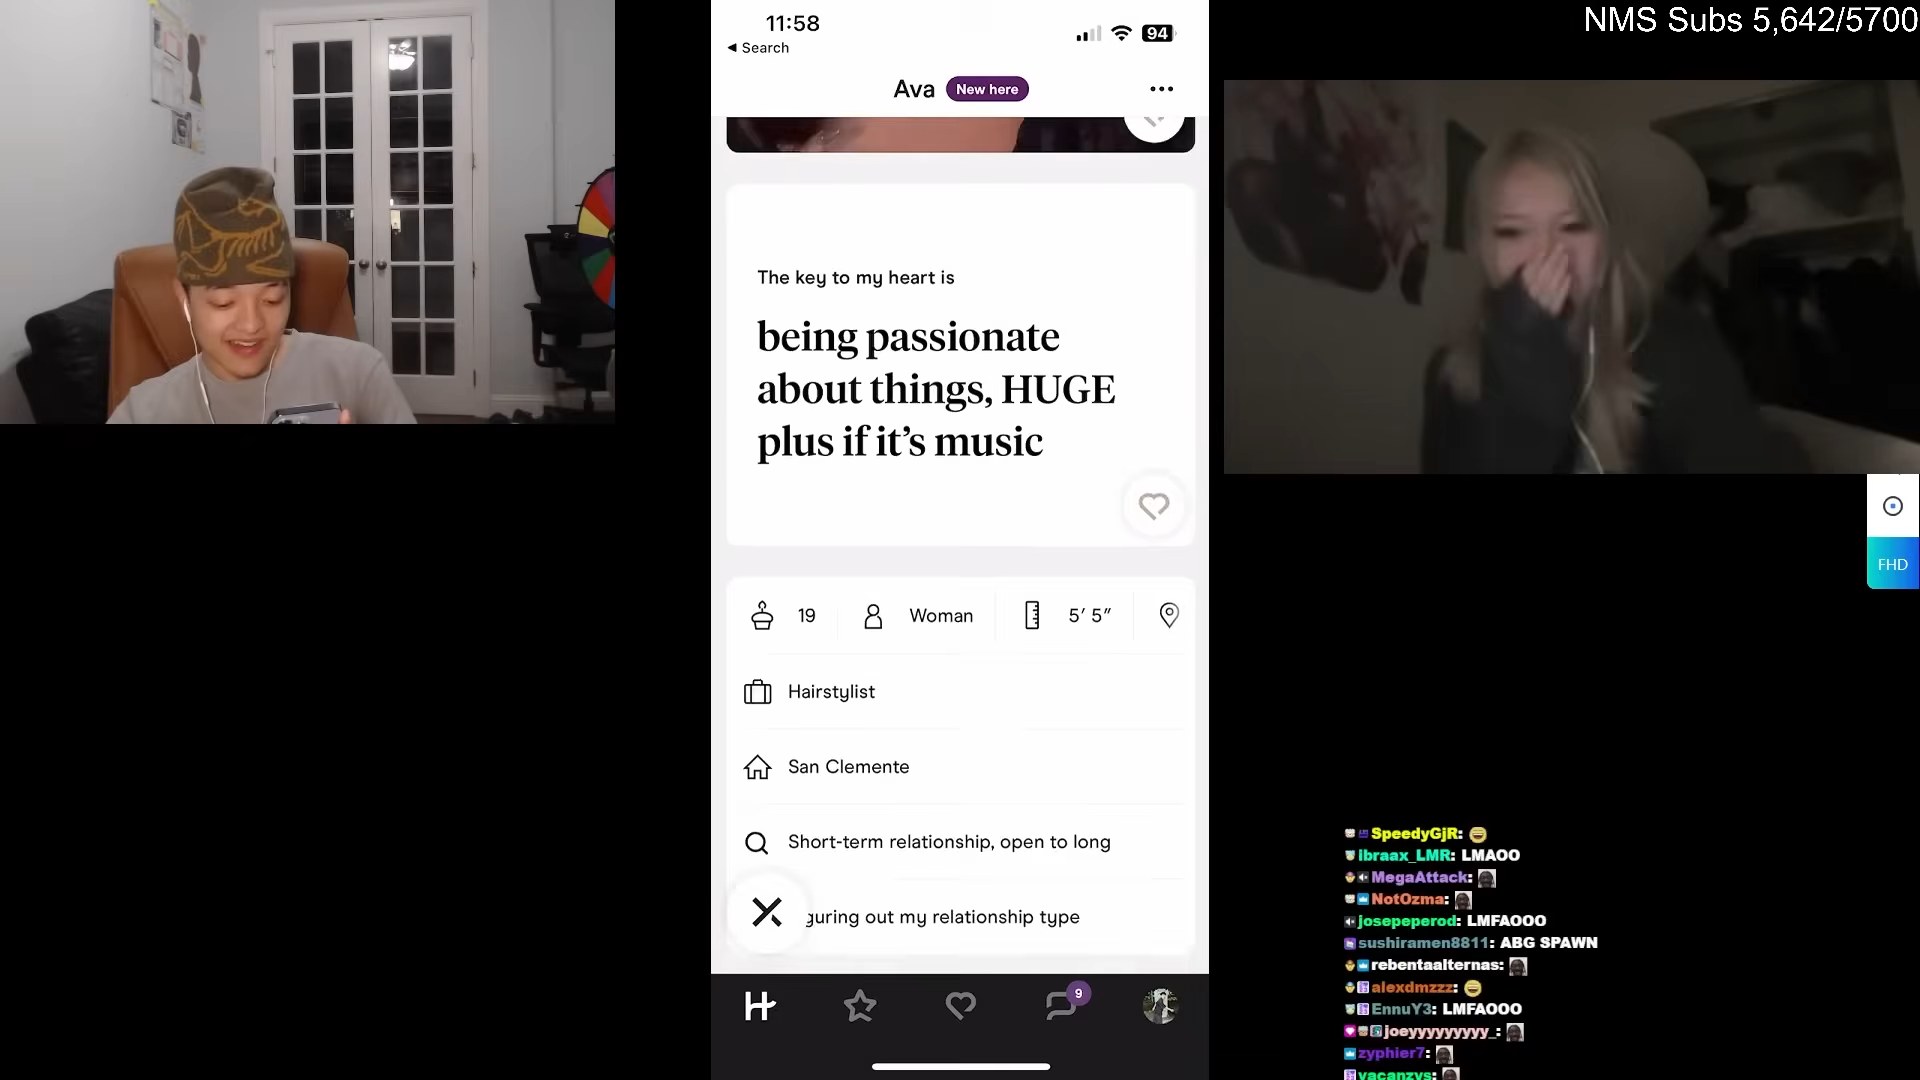 NMS Subs 5,642/5700
11:58
94
Search
Ava
New here
The key to my heart is
being passionate
about things, HUGE
plus if it’s music
19
Woman
5′ 5″
Hairstylist
San Clemente
Short-term relationship, open to long
guring out my relationship type
9
FHD
SpeedyGjR:
Ibraax_LMR: LMAOO
MegaAttack:
NotOzma:
josepeperod: LMFAOOO
sushiramen8811: ABG SPAWN
rebentaalternas:
alexdmzzz:
EnnuY3: LMFAOOO
joeyyyyyyyyy_:
zyphier7:
vacanzys: